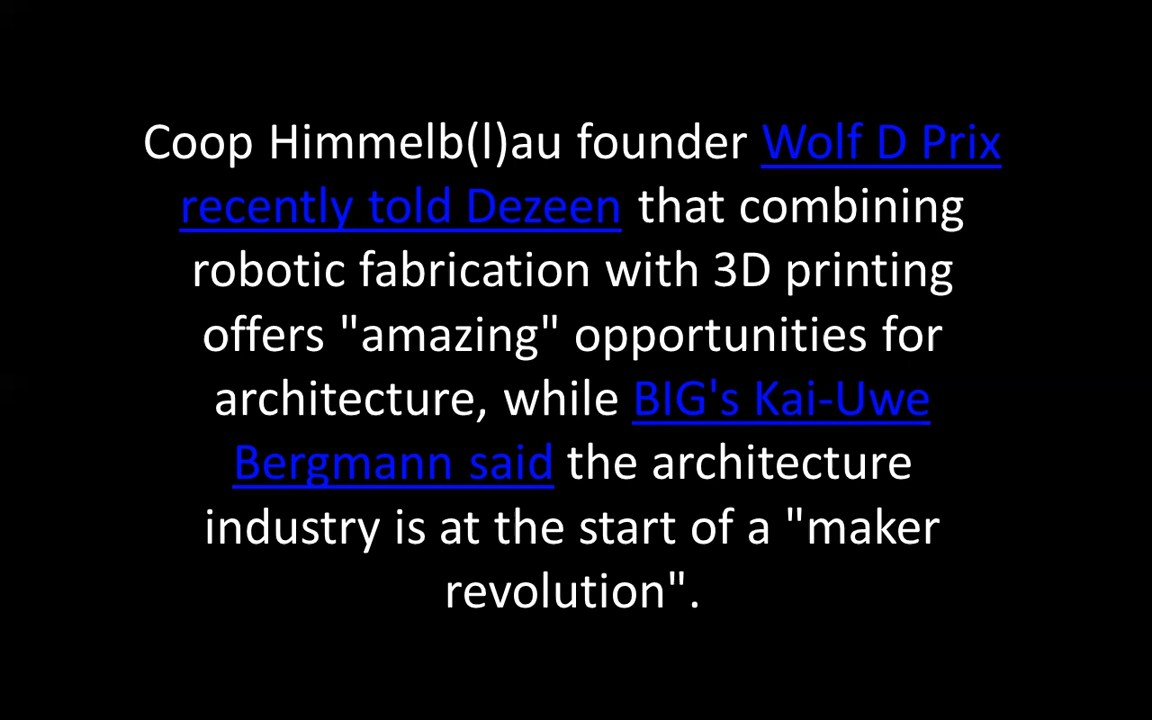 Coop Himmelb(l)au founder Wolf D Prix
recently told Dezeen that combining
robotic fabrication with 3D printing
offers "amazing" opportunities for
architecture, while BIG's Kai-Uwe
Bergmann said the architecture
industry is at the start of a "maker
revolution".